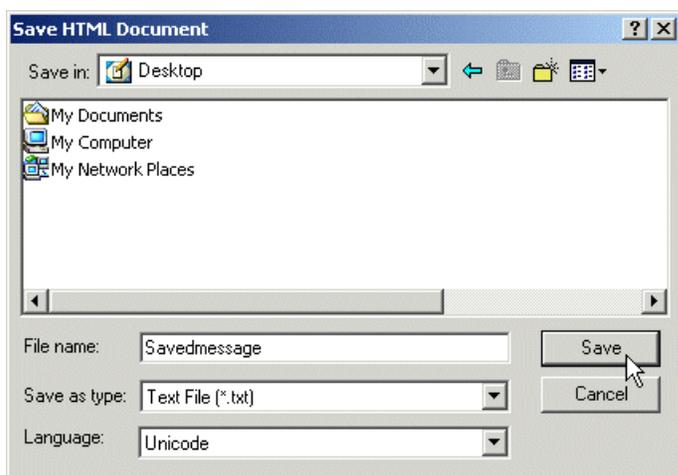 Save HTML Document
Save in: Desktop
My Documents
My Computer
My Network Places
File name: Savedmessage Save
Save as type: Text File (*.txt) Cancel
Language: Unicode